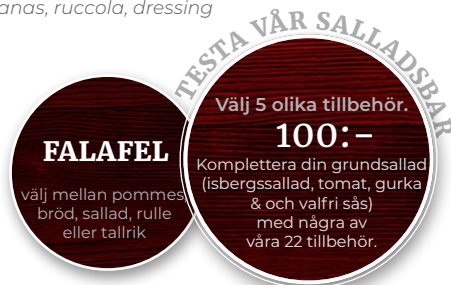 anas, ruccola, dressing
TESTA VÅR SALLADSBAR
FALAFEL
välj mellan pommes,
bröd, sallad, rulle
eller tallrik
Välj 5 olika tillbehör.
100:-
Komplettera din grundsallad
(isbergssallad, tomat, gurka
& och valfri sås)
med några av
våra 22 tillbehör.